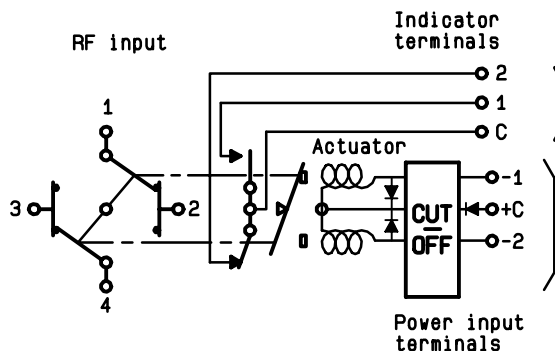 Indicator
terminals
RF input
2
1
C
1
Actuator
3
2
-1
+C
-2
CUT
OFF
4
Power input
terminals